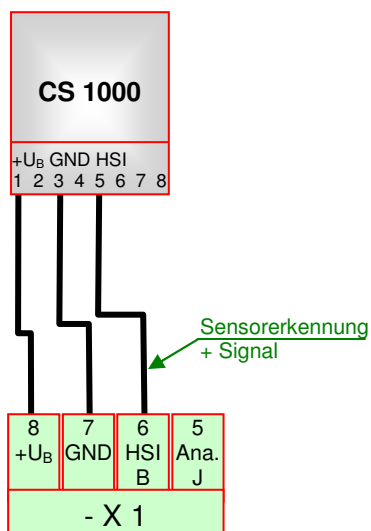 CS 1000
+UB GND HSI
1 2 3 4 5 6 7 8
Sensorerkennung
+ Signal
8 7 6 5
+UB GND HSI Ana.
B J
- X 1